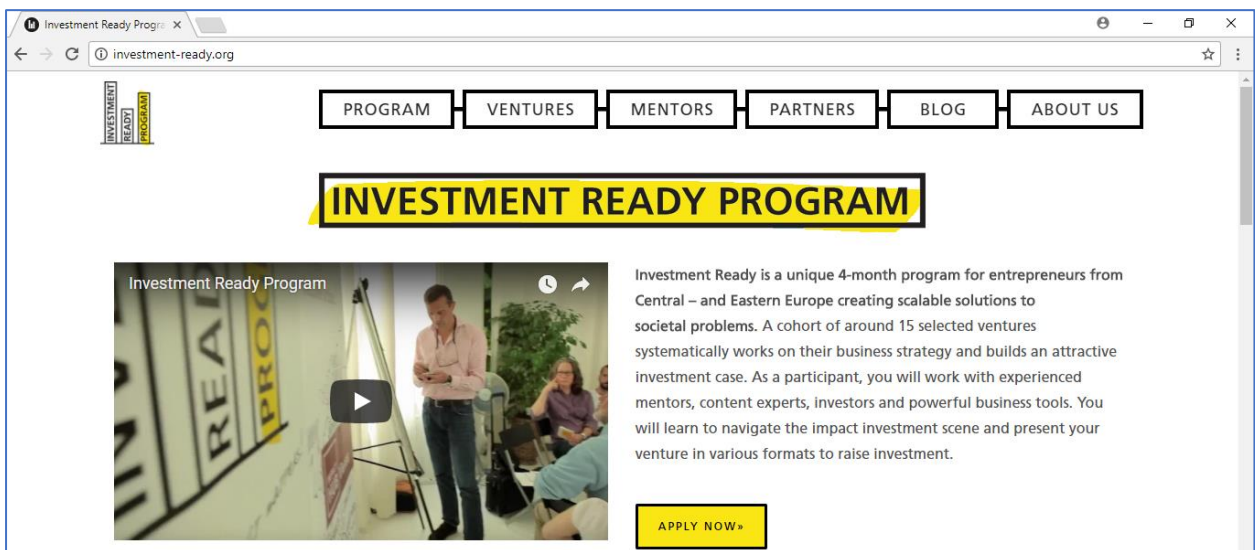 Investment Ready Progra
investment-ready.org
INVESTMENT
READY
PROGRAM
PROGRAM
VENTURES
MENTORS
PARTNERS
BLOG
ABOUT US
INVESTMENT READY PROGRAM
Investment Ready Program
READ
PROG
Investment Ready is a unique 4-month program for entrepreneurs from
Central – and Eastern Europe creating scalable solutions to
societal problems. A cohort of around 15 selected ventures
systematically works on their business strategy and builds an attractive
investment case. As a participant, you will work with experienced
mentors, content experts, investors and powerful business tools. You
will learn to navigate the impact investment scene and present your
venture in various formats to raise investment.
APPLY NOW»